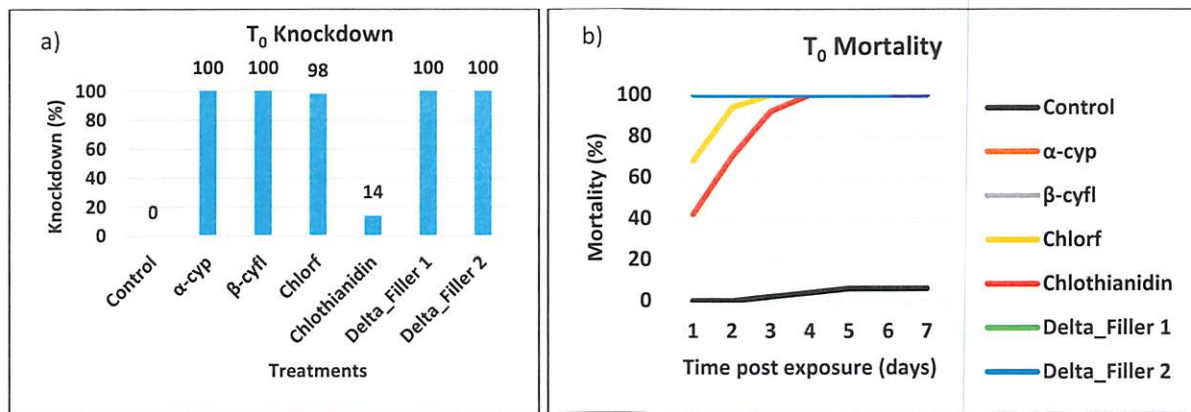 a)
T₀ Knockdown
Knockdown (%)
100
80
60
40
20
0
0
100
100
98
14
100
100
Control
α-cyp
β-cyfl
Chlorf
Chlothianidin
Delta_Filler 1
Delta_Filler 2
Treatments
b)
T₀ Mortality
Mortality (%)
100
80
60
40
20
0
1 2 3 4 5 6 7
Time post exposure (days)
Control
α-cyp
β-cyfl
Chlorf
Chlothianidin
Delta_Filler 1
Delta_Filler 2